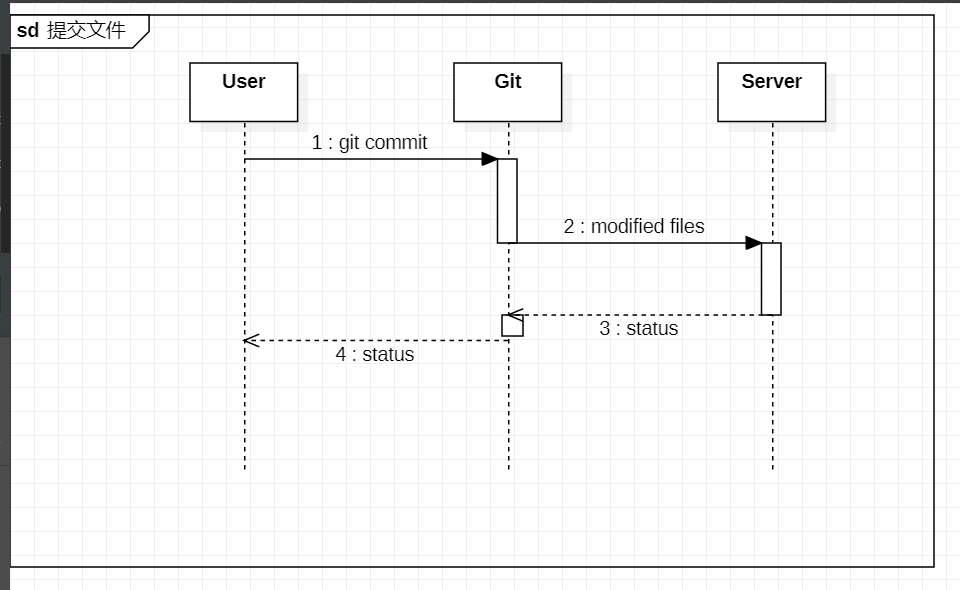 sd 提交文件
User Git Server
1 : git commit
2 : modified files
3 : status
4 : status